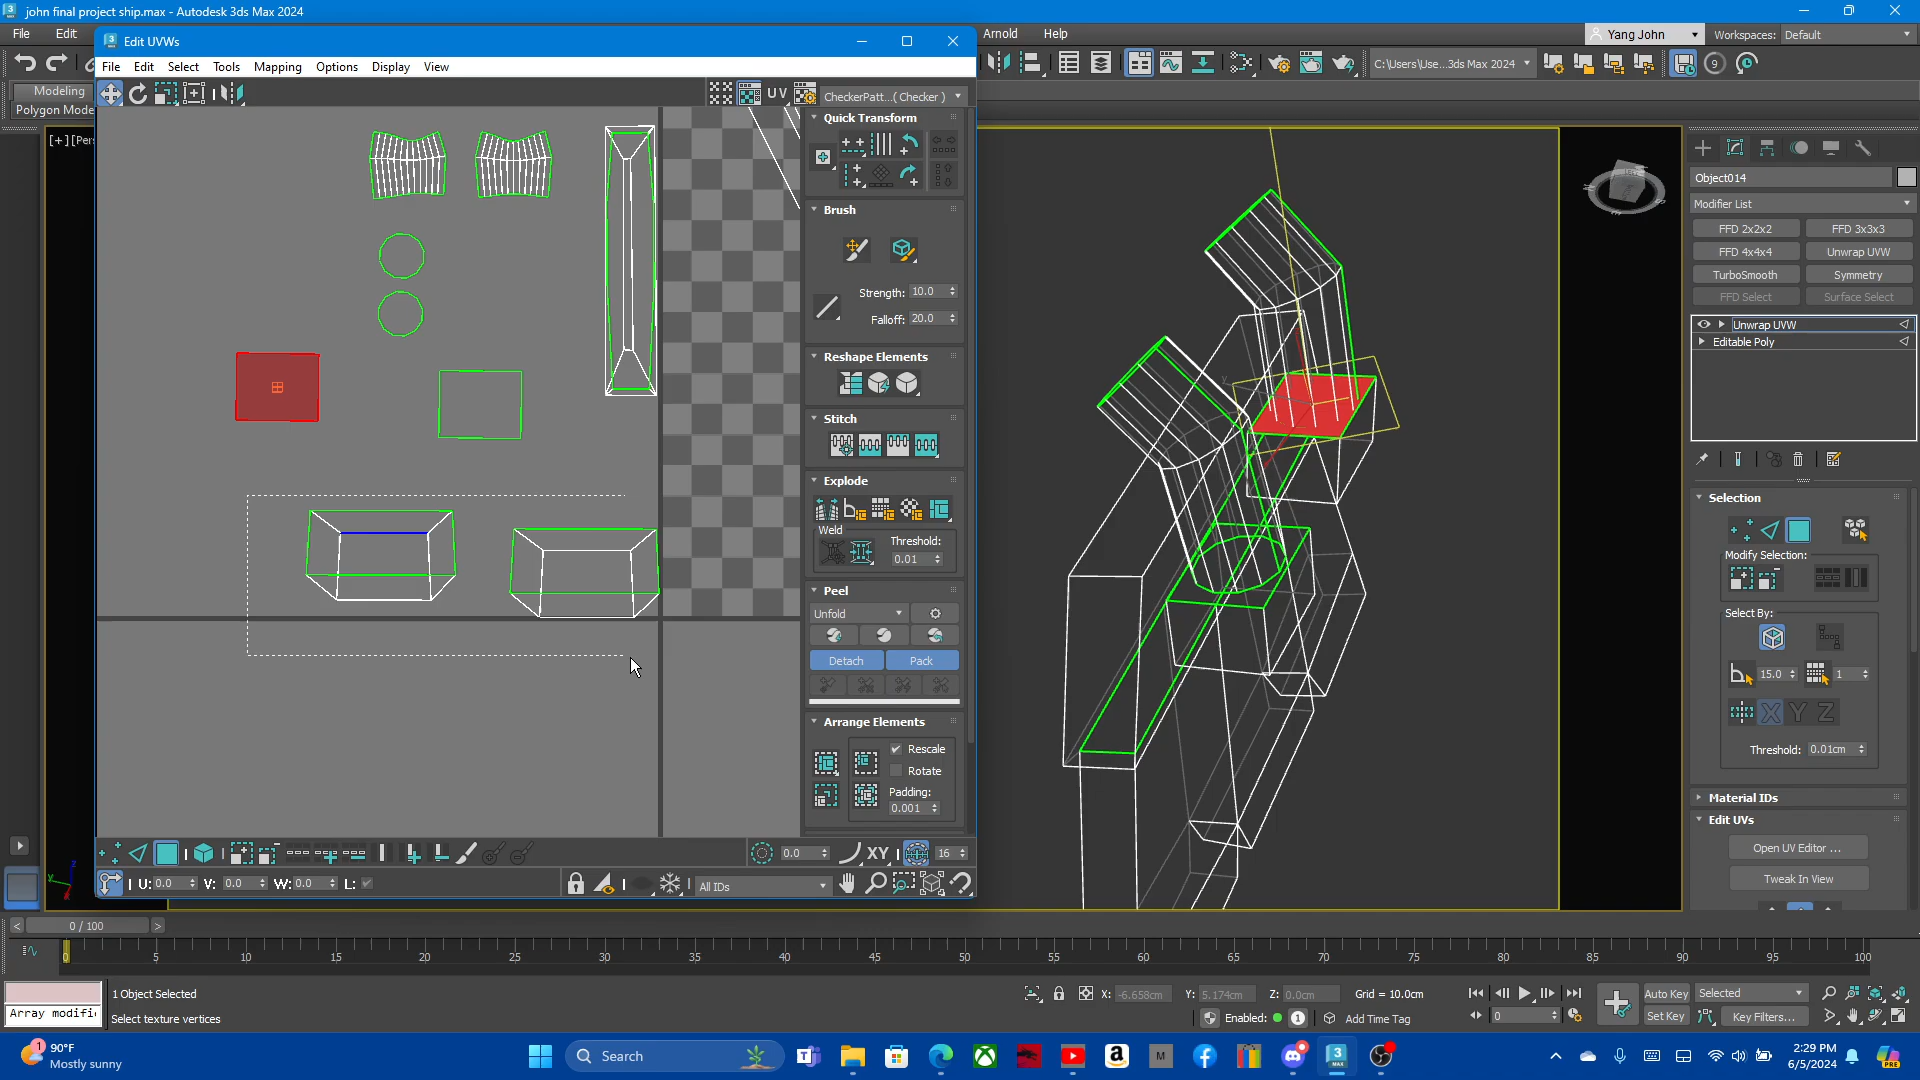 john final project ship.max - Autodesk 3ds Max 2024
File Edit Arnold Help Yang John Workspaces: Default
Edit UVWs
File Edit Select Tools Mapping Options Display View
C:\Users\Use...3ds Max 2024
9
Modeling
UV CheckerPatt...( Checker )
Polygon Mode
[+][Per
Quick Transform
Brush
Strength: 10.0
Falloff: 20.0
Reshape Elements
Stitch
Explode
Weld
Threshold:
0.01
Peel
Unfold
Detach Pack
Arrange Elements
Rescale
Rotate
Padding:
0.001
0.0 XY 16
U: 0.0 V: 0.0 W: 0.0 L: All IDs
Object014
Modifier List
FFD 2x2x2 FFD 3x3x3
FFD 4x4x4 Unwrap UVW
TurboSmooth Symmetry
FFD Select Surface Select
Unwrap UVW
Editable Poly
Selection
Modify Selection:
Select By:
15.0 1
X Y Z
Threshold: 0.01cm
Material IDs
Edit UVs
Open UV Editor ...
Tweak In View
< 0 / 100 >
0 5 10 15 20 25 30 35 40 45 50 55 60 65 70 75 80 85 90 95 100
1 Object Selected
X: -6.658cm Y: 5.174cm Z: 0.0cm Grid = 10.0cm
Auto Key Selected
Array modifi
Select texture vertices
Enabled: 1 Add Time Tag
0
Set Key Key Filters...
1
90°F
Mostly sunny
Search
M
3
MAX
2:29 PM
6/5/2024
PRE